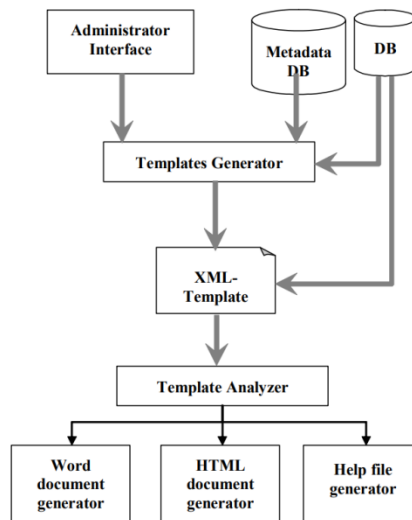 Administrator
Interface
Metadata
DB
DB
Templates Generator
XML-
Template
Template Analyzer
Word
document
generator
HTML
document
generator
Help file
generator